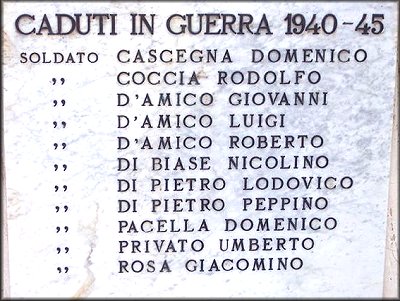 CADUTI IN GUERRA 1940-45
SOLDATO CASCEGNA DOMENICO
,, COCCIA RODOLFO
,, D'AMICO GIOVANNI
,, D'AMICO LUIGI
,, D'AMICO ROBERTO
,, DI BIASE NICOLINO
,, DI PIETRO LODOVICO
,, DI PIETRO PEPPINO
,, PACELLA DOMENICO
,, PRIVATO UMBERTO
,, ROSA GIACOMINO